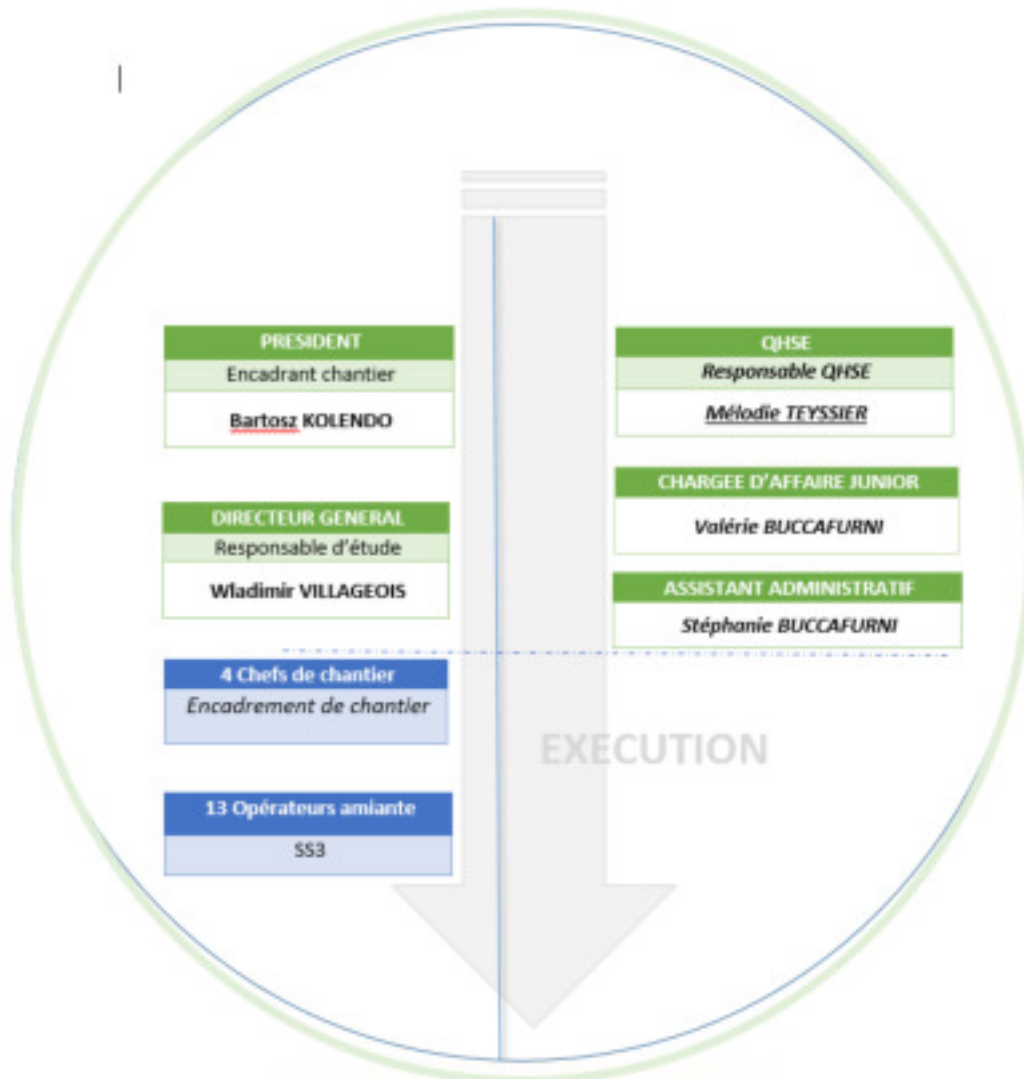 PRESIDENT
Encadrant chantier
Bartosz KOLENDO
DIRECTEUR GENERAL
Responsable d'étude
Wladimir VILLAGEOIS
4 Chefs de chantier
Encadrement de chantier
13 Opérateurs amiante
SS3
QHSE
Responsable QHSE
Mélodie TEYSSIER
CHARGEE D'AFFAIRE JUNIOR
Valérie BUCCAFURNI
ASSISTANT ADMINISTRATIF
Stéphanie BUCCAFURNI
EXECUTION